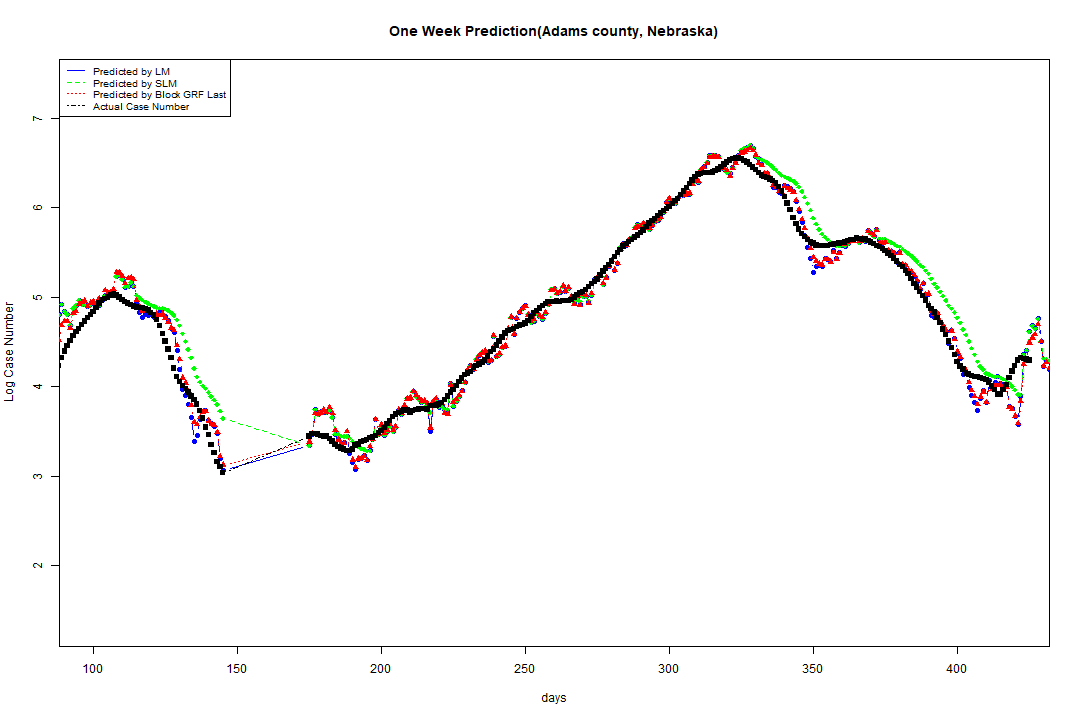 One Week Prediction(Adams county, Nebraska)
Predicted by LM
Predicted by SLM
Predicted by Block GRF Last
Actual Case Number
Log Case Number
7
6
5
4
3
2
100 150 200 250 300 350 400
days